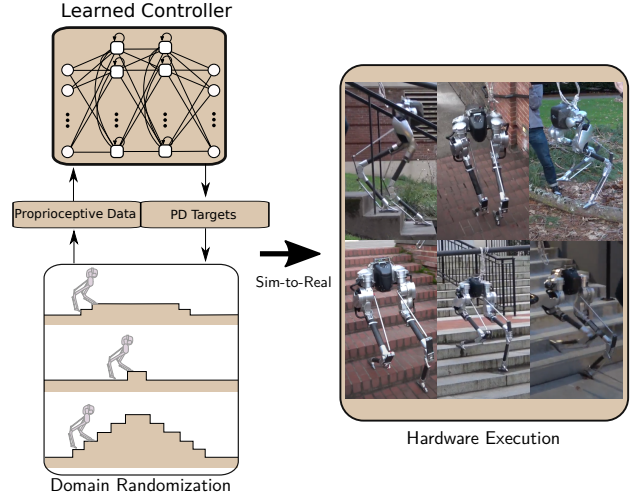 Learned Controller
Proprioceptive Data
PD Targets
Sim-to-Real
Hardware Execution
Domain Randomization